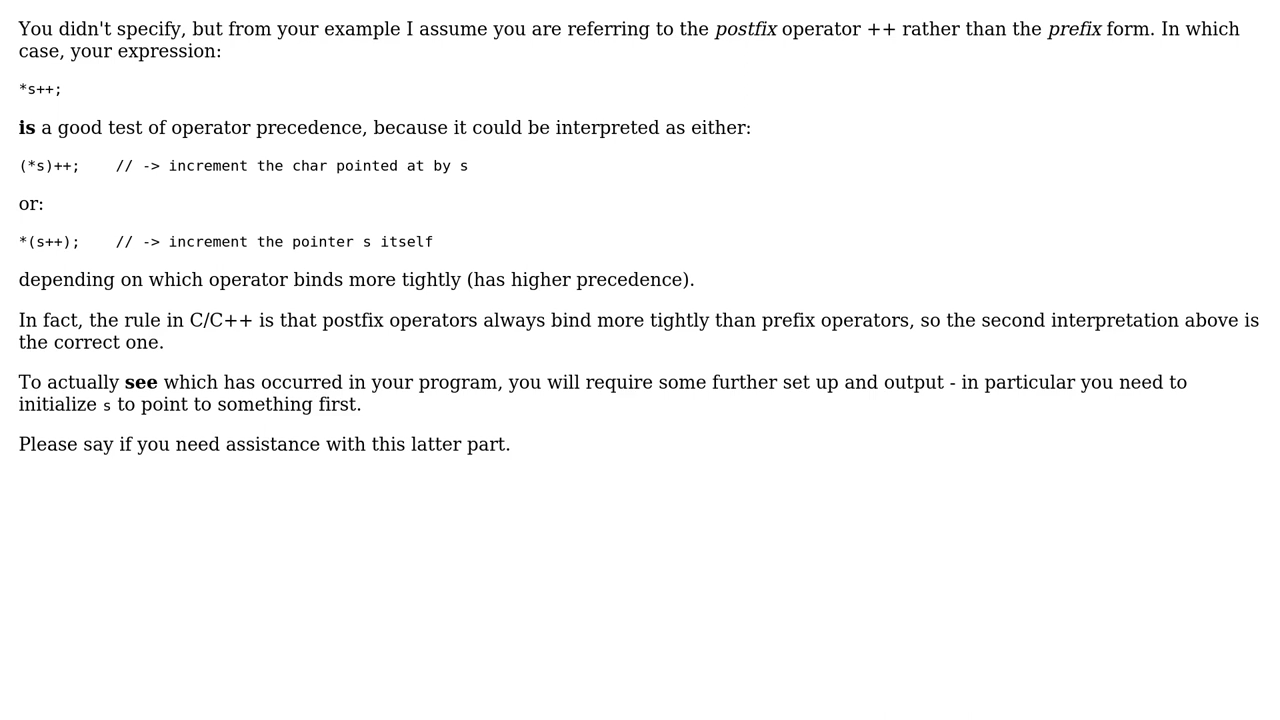 You didn't specify, but from your example I assume you are referring to the postfix operator ++ rather than the prefix form. In which
case, your expression:
*s++;
is a good test of operator precedence, because it could be interpreted as either:
(*s)++;    // -> increment the char pointed at by s
or:
*(s++);    // -> increment the pointer s itself
depending on which operator binds more tightly (has higher precedence).
In fact, the rule in C/C++ is that postfix operators always bind more tightly than prefix operators, so the second interpretation above is
the correct one.
To actually see which has occurred in your program, you will require some further set up and output - in particular you need to
initialize s to point to something first.
Please say if you need assistance with this latter part.